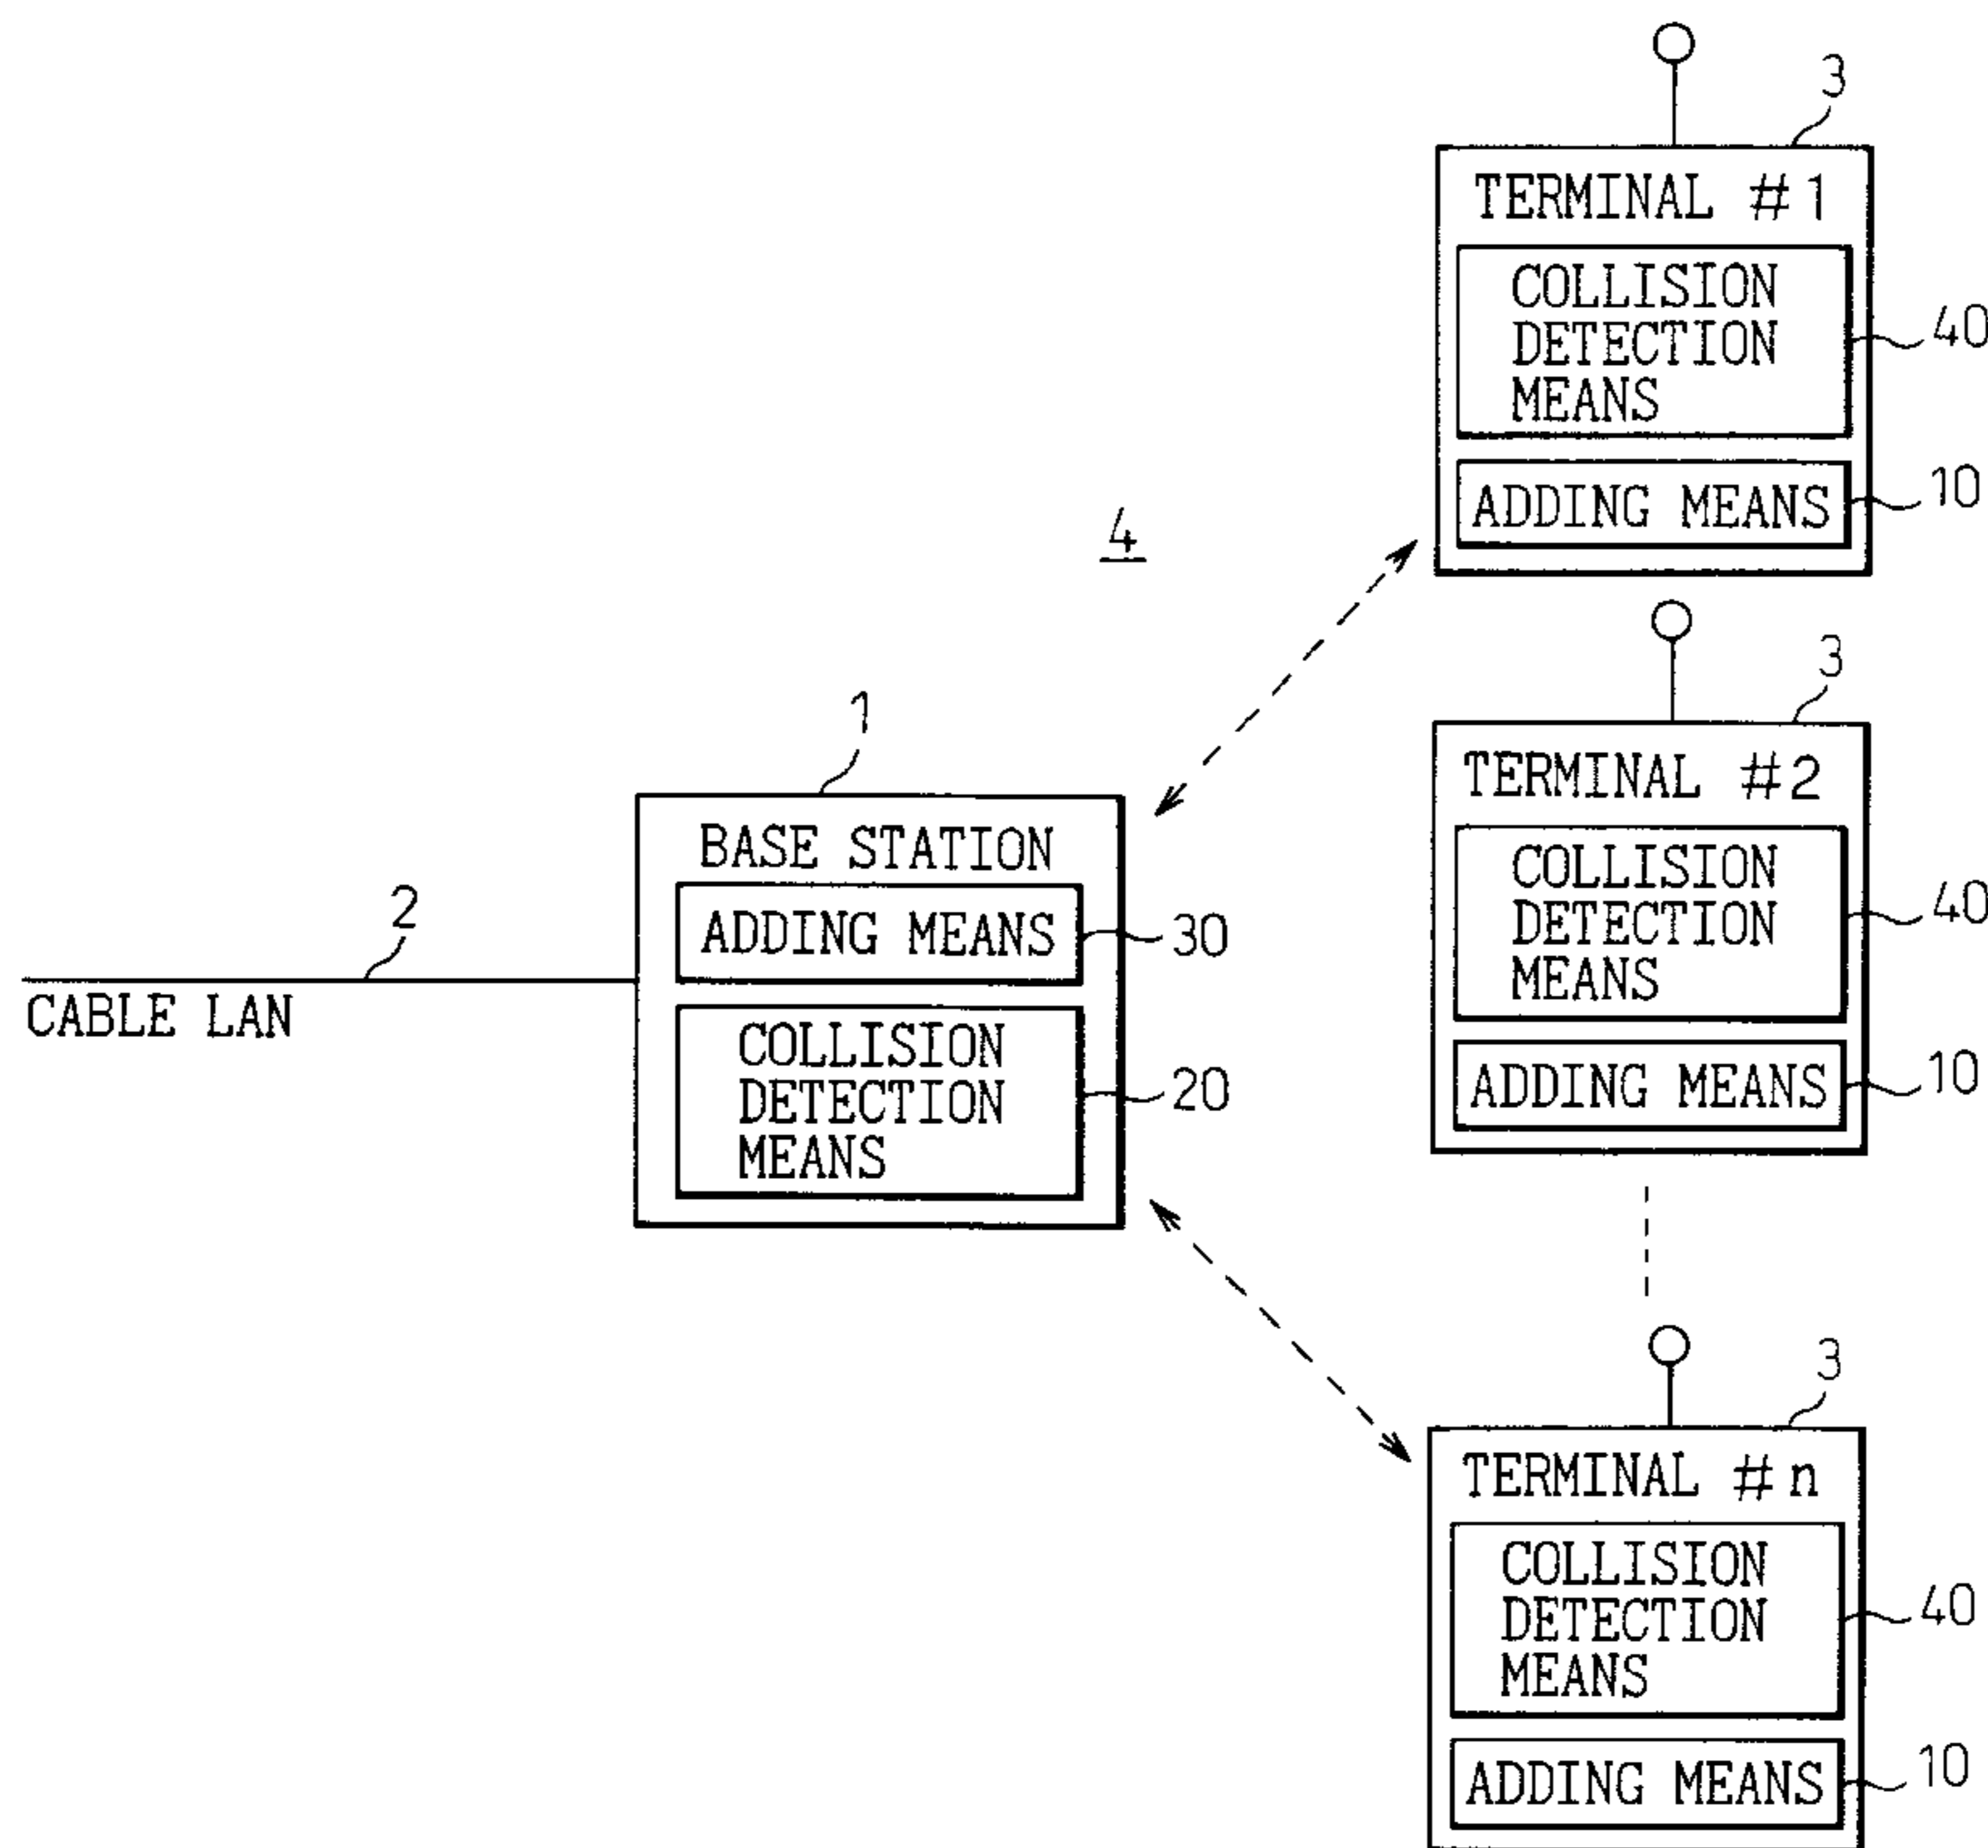 3
TERMINAL #1
COLLISION
DETECTION
MEANS
40
ADDING MEANS
10
4
3
TERMINAL #2
COLLISION
DETECTION
MEANS
40
ADDING MEANS
10
1
BASE STATION
ADDING MEANS
30
2
CABLE LAN
COLLISION
DETECTION
MEANS
20
3
TERMINAL #n
COLLISION
DETECTION
MEANS
40
ADDING MEANS
10